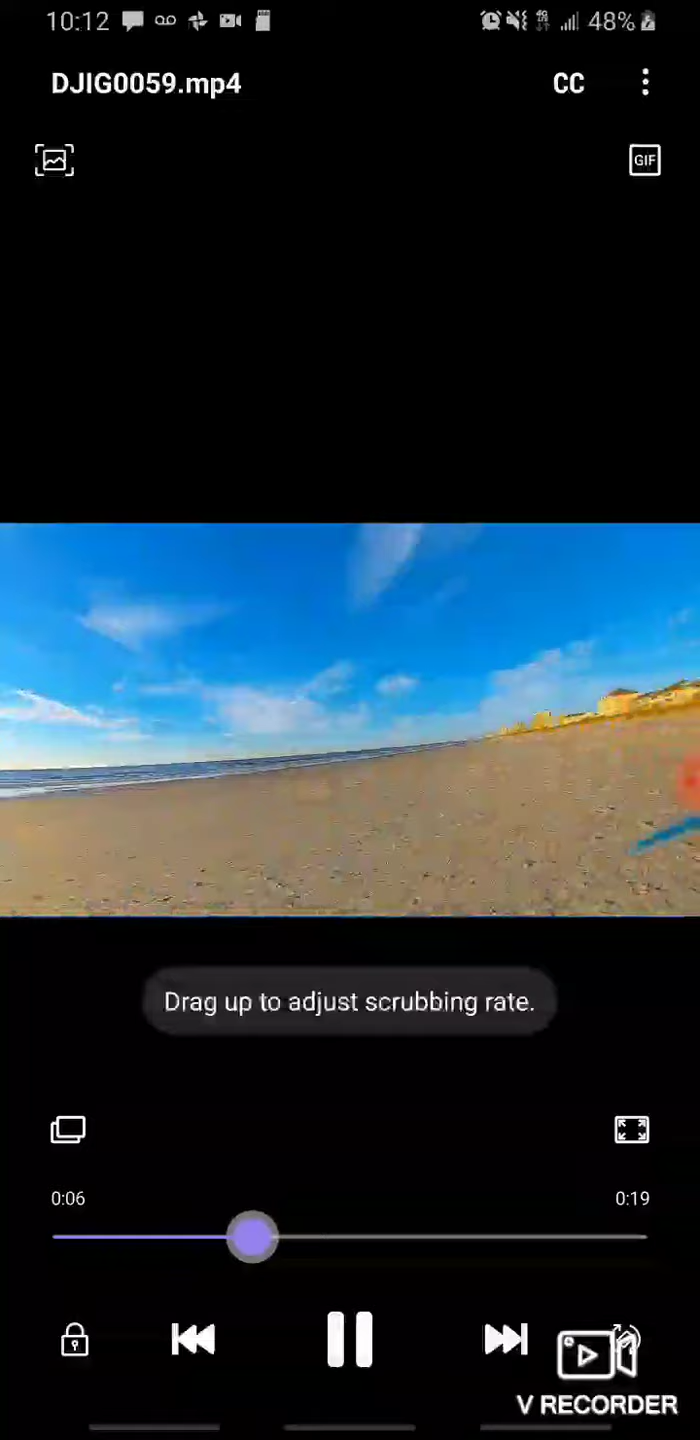 10:12 48%
DJIG0059.mp4 CC
GIF
Drag up to adjust scrubbing rate.
0:06 0:19
V RECORDER